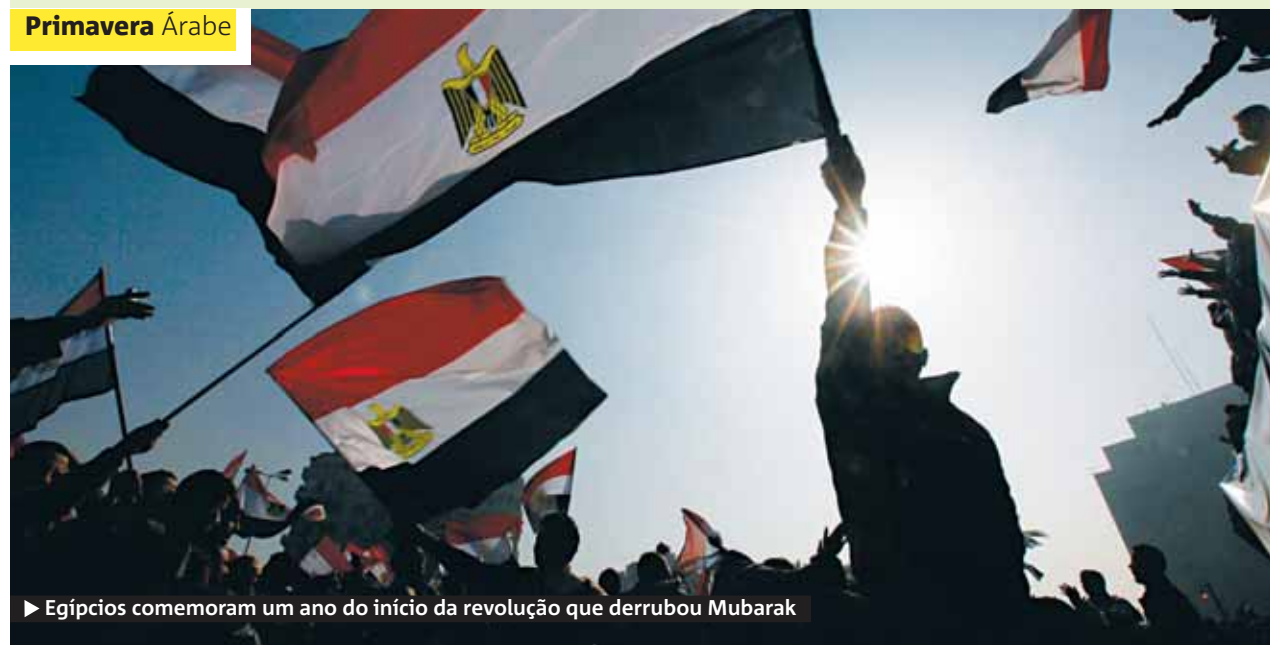 Primavera Árabe
▶ Egípcios comemoram um ano do início da revolução que derrubou Mubarak